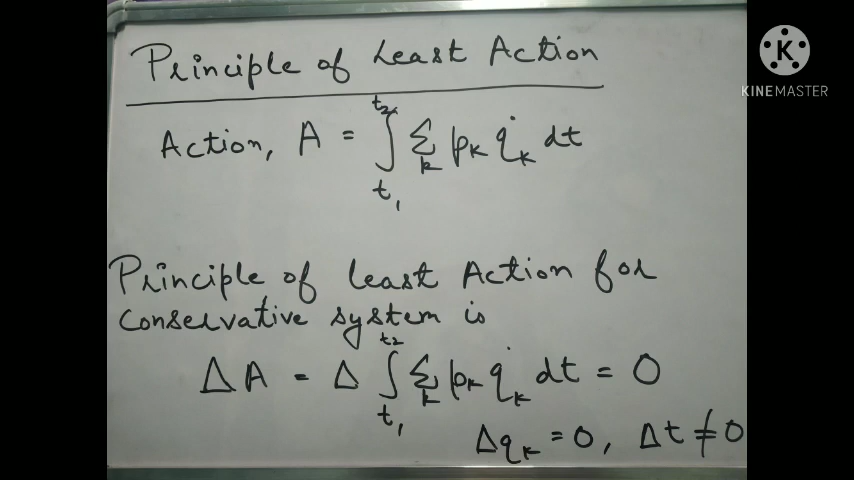 Principle of Least Action
K
KINEMASTER
Action, A = ∫_{t₁}^{t₂} Σ_k p_k q̇_k dt
Principle of least Action for
conservative system is
ΔA = Δ ∫_{t₁}^{t₂} Σ_k p_k q̇_k dt = 0
Δq_k = 0, Δt ≠ 0